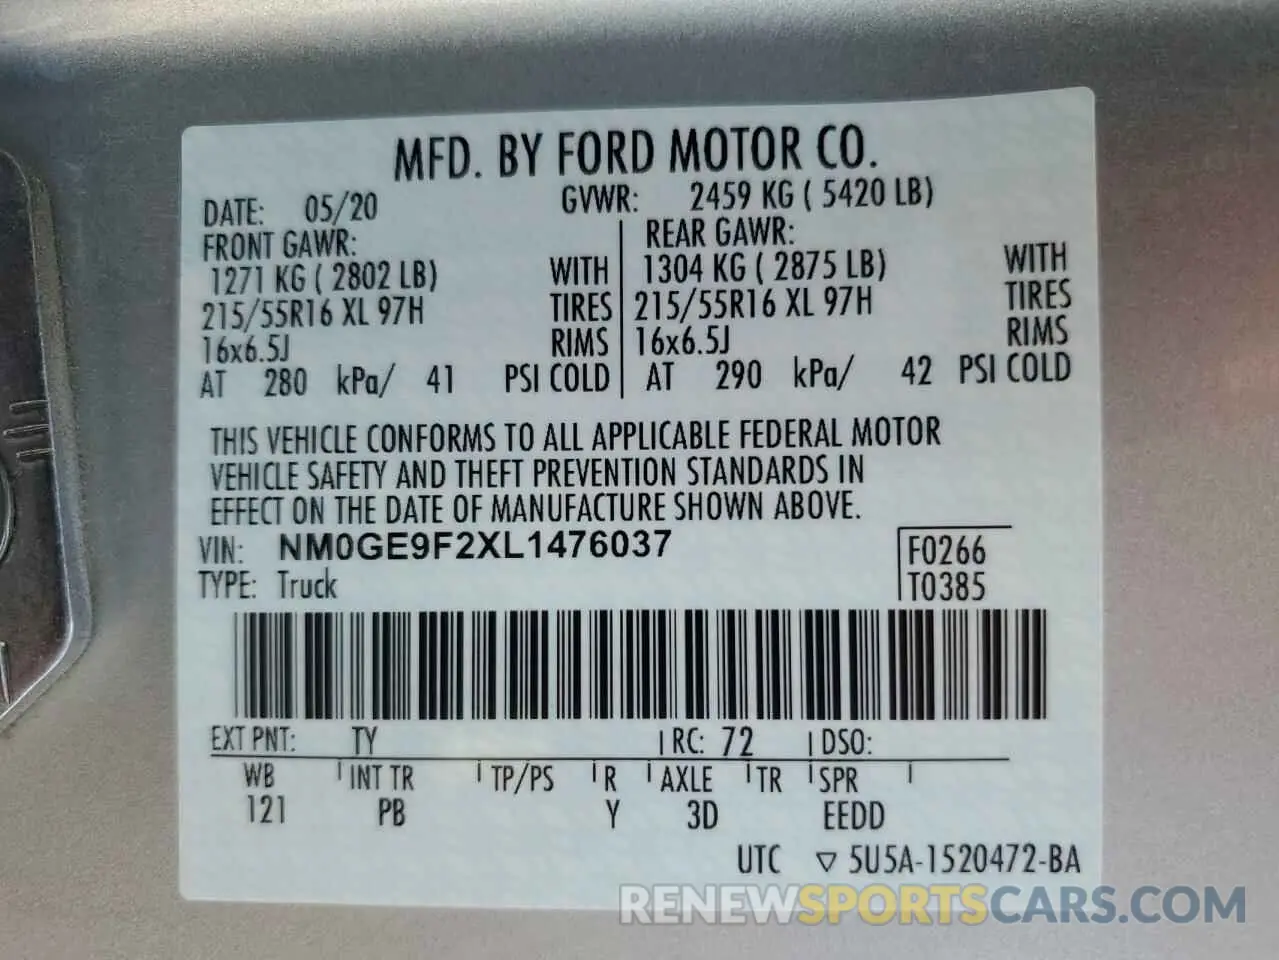 MFD. BY FORD MOTOR CO.
DATE: 05/20 GVWR: 2459 KG ( 5420 LB)
FRONT GAWR: REAR GAWR:
1271 KG ( 2802 LB) WITH 1304 KG ( 2875 LB) WITH
215/55R16 XL 97H TIRES 215/55R16 XL 97H TIRES
16x6.5J RIMS 16x6.5J RIMS
AT 280 kPa/ 41 PSI COLD AT 290 kPa/ 42 PSI COLD
THIS VEHICLE CONFORMS TO ALL APPLICABLE FEDERAL MOTOR
VEHICLE SAFETY AND THEFT PREVENTION STANDARDS IN
EFFECT ON THE DATE OF MANUFACTURE SHOWN ABOVE.
VIN: NM0GE9F2XL1476037 F0266
TYPE: Truck T0385
EXT PNT: TY RC: 72 DSO:
WB INT TR TP/PS R AXLE TR SPR
121 PB Y 3D EEDD
UTC ▽ 5U5A-1520472-BA
RENEWSPORTSCARS.COM